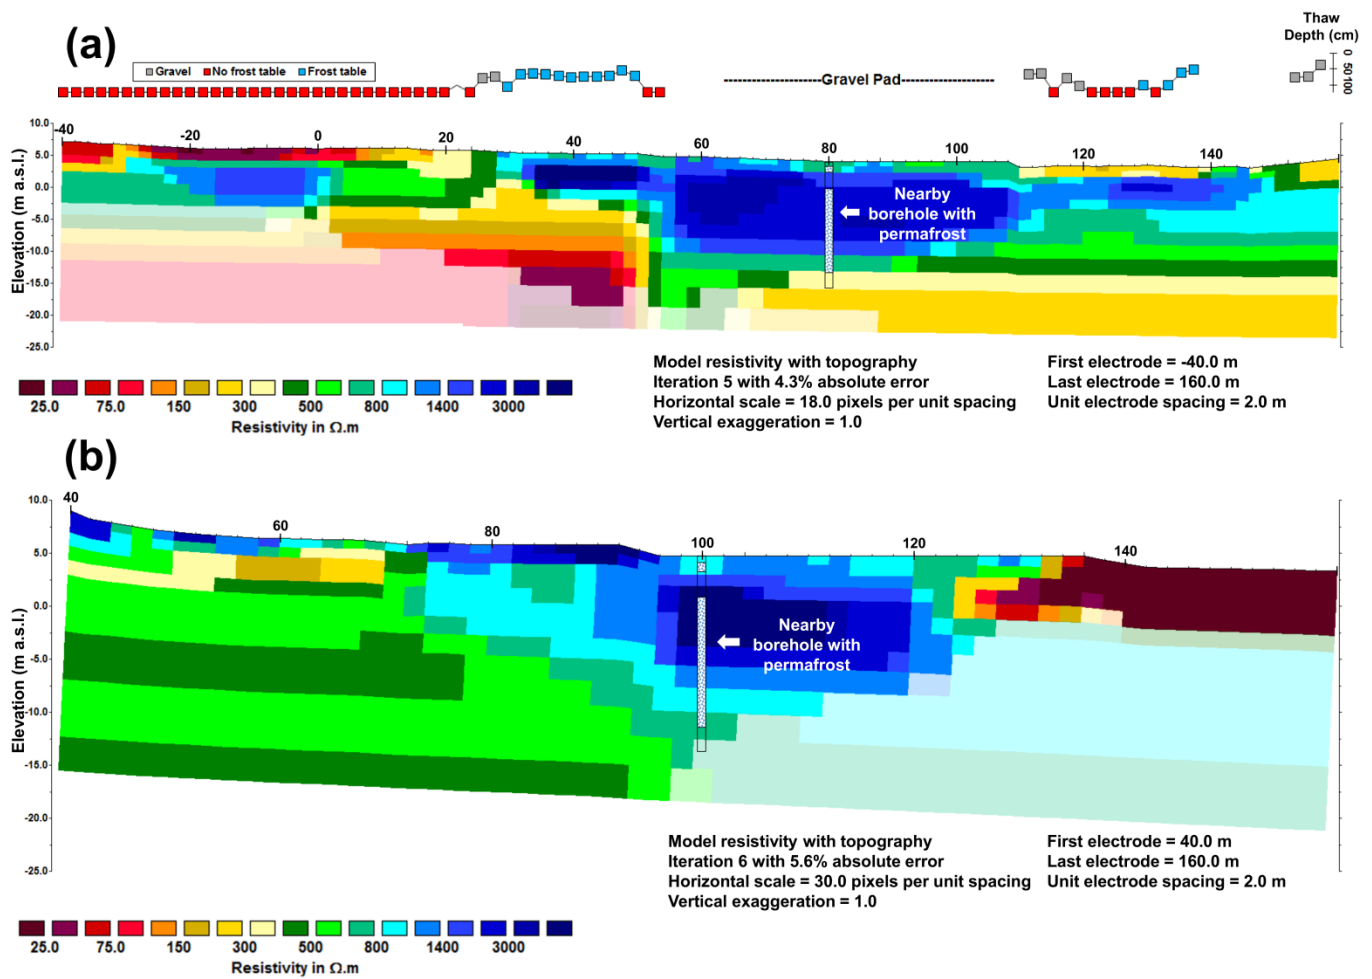 (a)
Thaw
Depth (cm)
0
50
100
Gravel
No frost table
Frost table
--------------------Gravel Pad--------------------
10.0
5.0
0.0
-5.0
-10.0
-15.0
-20.0
-25.0
Elevation (m a.s.l.)
-40
-20
0
20
40
60
80
100
120
140
Nearby
borehole with
permafrost
Model resistivity with topography
Iteration 5 with 4.3% absolute error
Horizontal scale = 18.0 pixels per unit spacing
Vertical exaggeration = 1.0
First electrode = -40.0 m
Last electrode = 160.0 m
Unit electrode spacing = 2.0 m
25.0 75.0 150 300 500 800 1400 3000
Resistivity in Ω.m
(b)
10.0
5.0
0.0
-5.0
-10.0
-15.0
-20.0
-25.0
Elevation (m a.s.l.)
40
60
80
100
120
140
Nearby
borehole with
permafrost
Model resistivity with topography
Iteration 6 with 5.6% absolute error
Horizontal scale = 30.0 pixels per unit spacing
Vertical exaggeration = 1.0
First electrode = 40.0 m
Last electrode = 160.0 m
Unit electrode spacing = 2.0 m
25.0 75.0 150 300 500 800 1400 3000
Resistivity in Ω.m